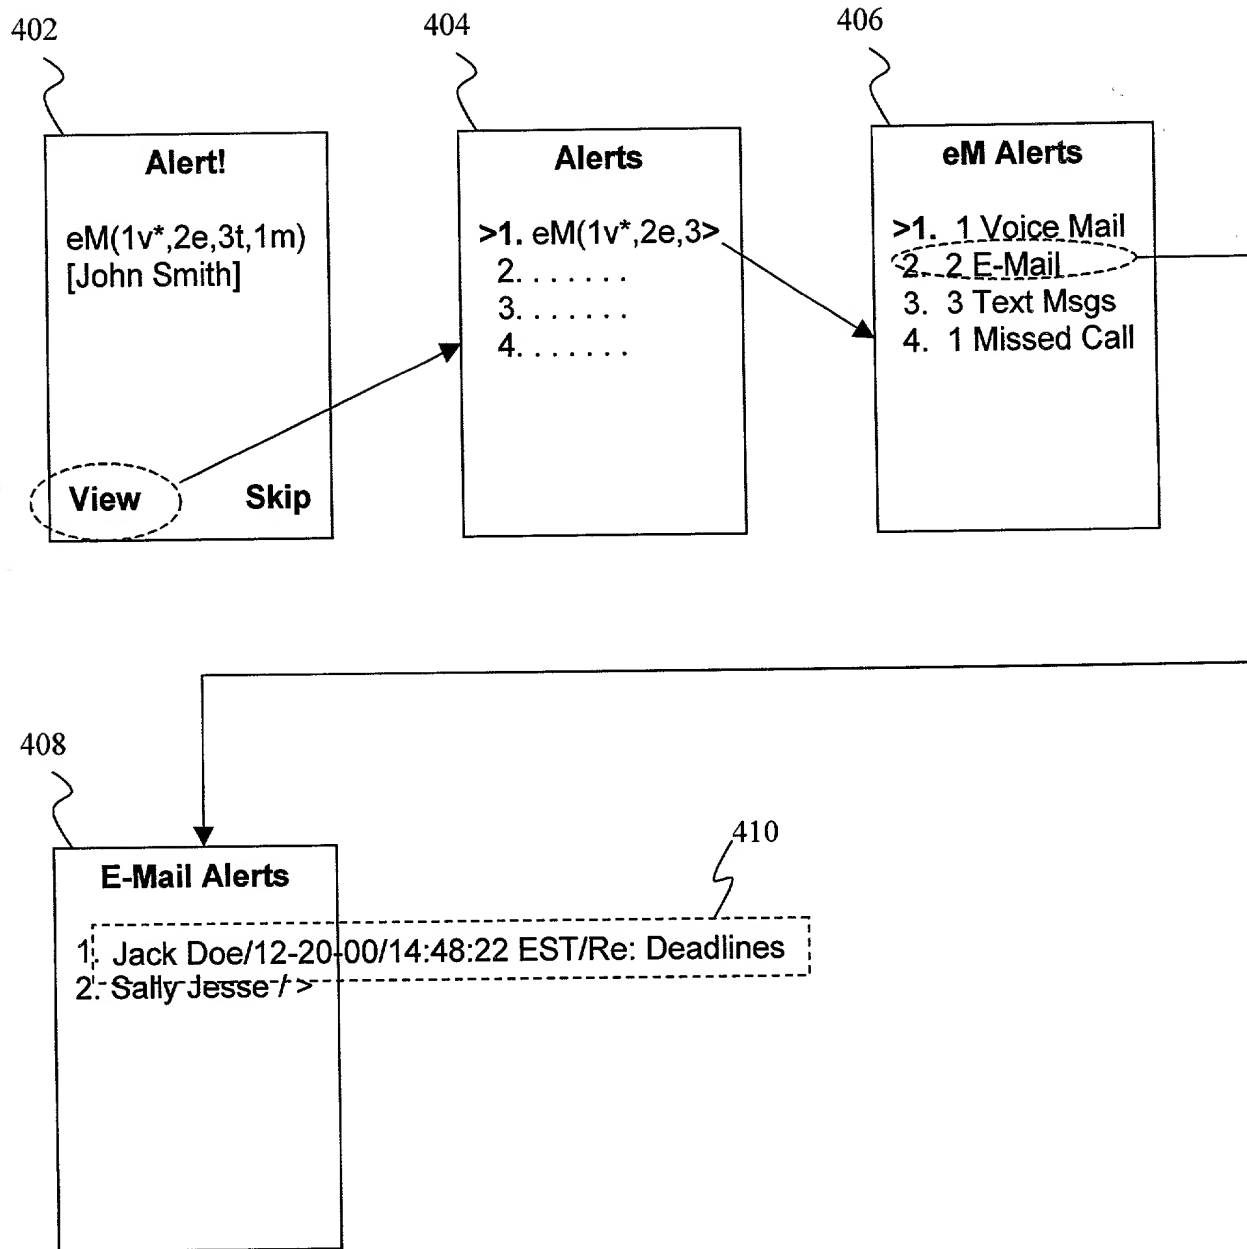 402
404
406
Alert!
eM(1v*,2e,3t,1m)
[John Smith]
View Skip
Alerts
>1. eM(1v*,2e,3>
2. . . . . . .
3. . . . . . .
4. . . . . . .
eM Alerts
>1. 1 Voice Mail
2. 2 E-Mail
3. 3 Text Msgs
4. 1 Missed Call
408
410
E-Mail Alerts
1. Jack Doe/12-20-00/14:48:22 EST/Re: Deadlines
2. Sally Jesse / >